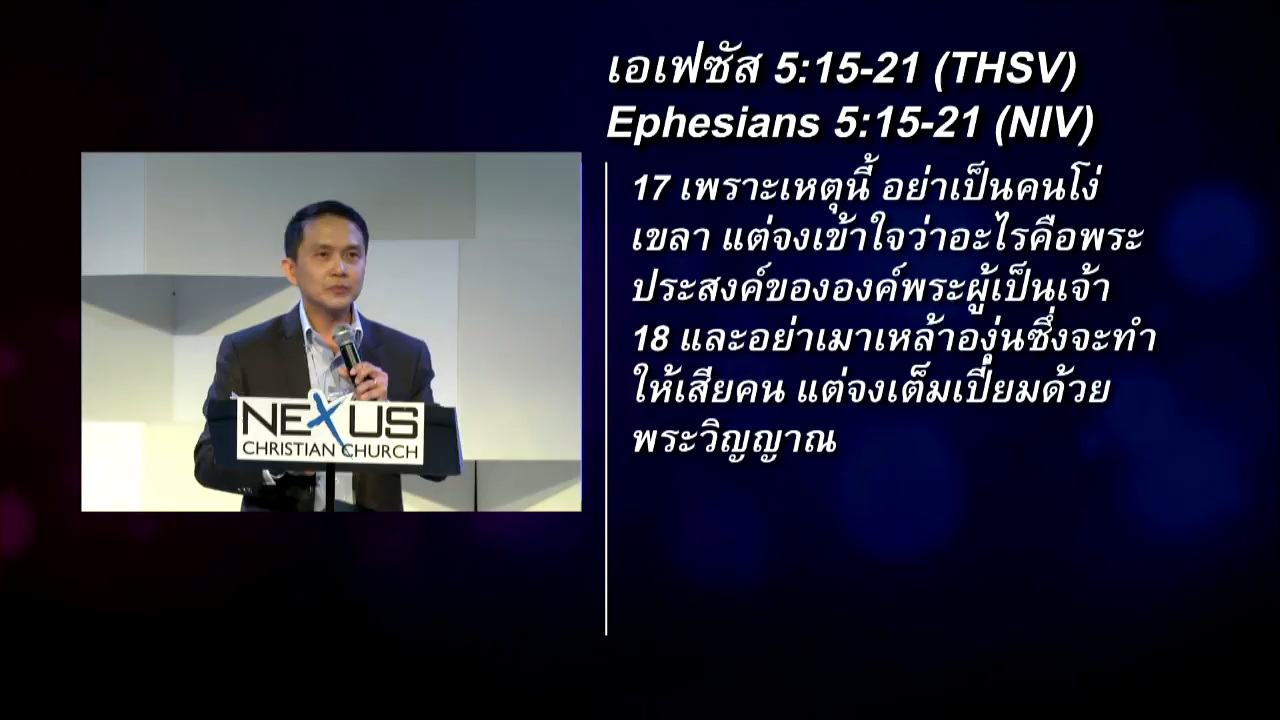 เอเฟซัส 5:15-21 (THSV)
Ephesians 5:15-21 (NIV)
17 เพราะเหตุนี้ อย่าเป็นคนโง่
เขลา แต่จงเข้าใจว่าอะไรคือพระ
ประสงค์ขององค์พระผู้เป็นเจ้า
18 และอย่าเมาเหล้าองุ่นซึ่งจะทำ
ให้เสียคน แต่จงเต็มเปี่ยมด้วย
พระวิญญาณ
NEXUS
CHRISTIAN CHURCH